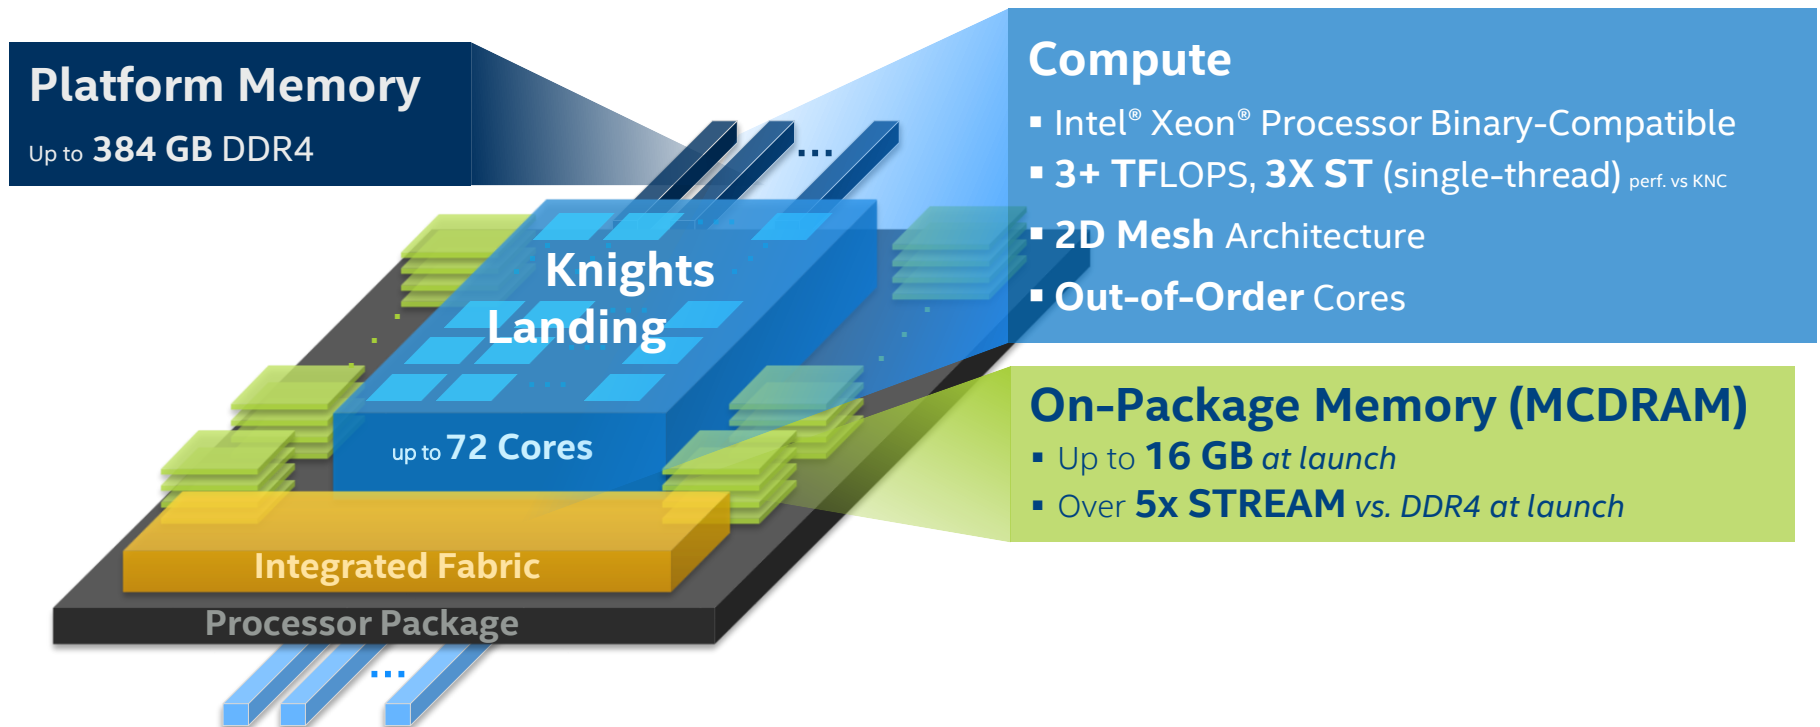 Platform Memory
Up to 384 GB DDR4
Compute
▪ Intel® Xeon® Processor Binary-Compatible
▪ 3+ TFLOPS, 3X ST (single-thread) perf. vs KNC
▪ 2D Mesh Architecture
▪ Out-of-Order Cores
...
Knights
Landing
...
up to 72 Cores
On-Package Memory (MCDRAM)
▪ Up to 16 GB at launch
▪ Over 5x STREAM vs. DDR4 at launch
Integrated Fabric
Processor Package
...